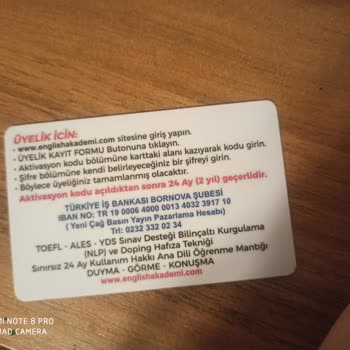 ÜYELİK İÇİN:
- www.englishakademi.com sitesine giriş yapın.
- ÜYELİK KAYIT FORMU Butonuna tıklayın.
- Aktivasyon kodu bölümüne karttaki alanı kazıyarak kodu girin.
- Şifre bölümüne kendi belirleyeceğiniz bir şifreyi girin.
- Böylece üyeliğiniz tamamlanmış olacaktır.
Aktivasyon kodu açıldıktan sonra 24 Ay (2 yıl) geçerlidir.
TÜRKİYE İŞ BANKASI BORNOVA ŞUBESİ
IBAN NO: TR 19 0006 4000 0013 4032 3917 10
( Yeni Çağ Basın Yayın Pazarlama Hesabı)
Tel: 0232 332 02 34
TOEFL - ALES - YDS Sınav Desteği Bilinçaltı Kurgulama
(NLP) ve Doping Hafıza Tekniği
Sınırsız 24 Ay Kullanım Hakkı Ana Dili Öğrenme Mantığı
DUYMA - GÖRME - KONUŞMA
www.englishakademi.com
MI NOTE 8 PRO
UAD CAMERA